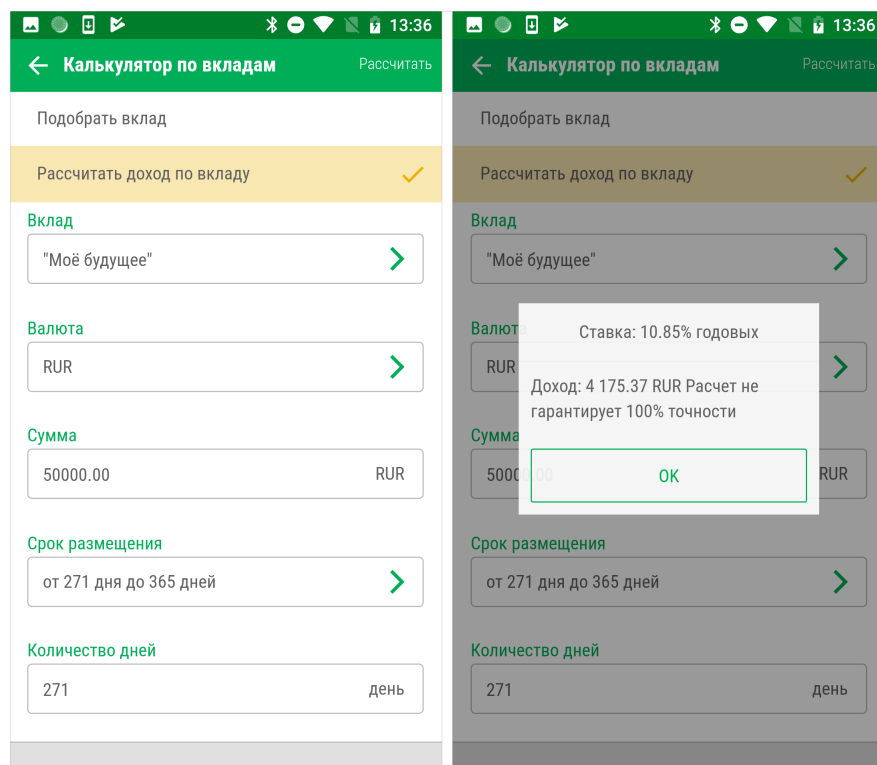 13:36
Калькулятор по вкладам Рассчитать
Подобрать вклад
Рассчитать доход по вкладу
Вклад
"Моё будущее"
Валюта
RUR
Сумма
50000.00 RUR
Срок размещения
от 271 дня до 365 дней
Количество дней
271 день
13:36
Калькулятор по вкладам Рассчитать
Подобрать вклад
Рассчитать доход по вкладу
Вклад
"Моё будущее"
Валюта
RUR
Ставка: 10.85% годовых
Доход: 4 175.37 RUR Расчет не
гарантирует 100% точности
OK
Сумма
50000.00 RUR
Срок размещения
от 271 дня до 365 дней
Количество дней
271 день